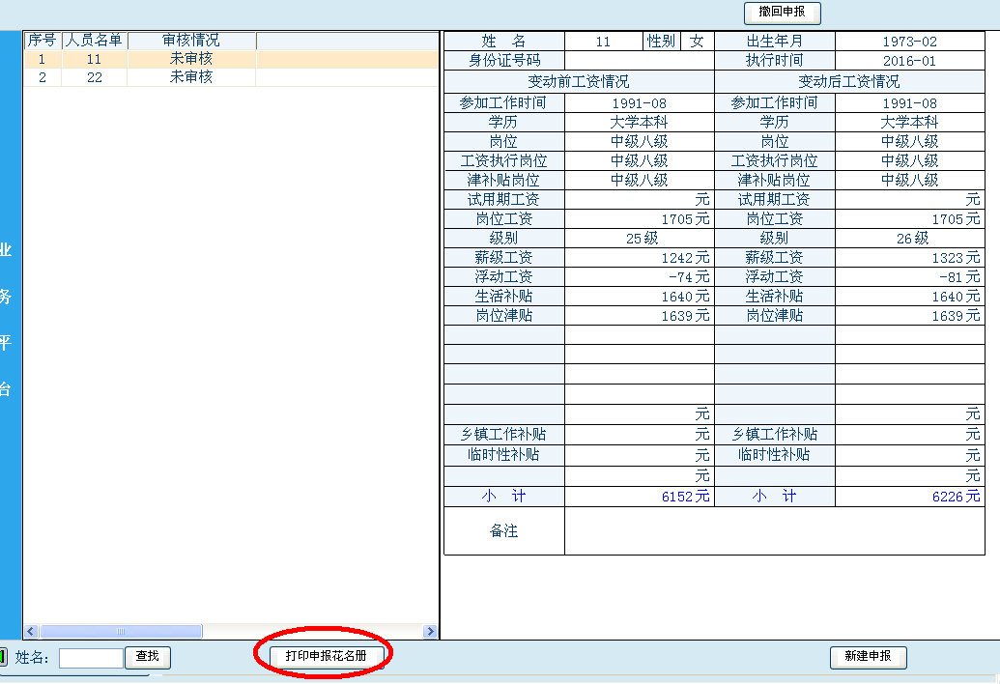 撤回申报
序号 人员名单 审核情况
1 11 未审核
2 22 未审核
业
务
平
台
姓 名 11 性别 女 出生年月 1973-02
身份证号码 执行时间 2016-01
变动前工资情况 变动后工资情况
参加工作时间 1991-08 参加工作时间 1991-08
学历 大学本科 学历 大学本科
岗位 中级八级 岗位 中级八级
工资执行岗位 中级八级 工资执行岗位 中级八级
津补贴岗位 中级八级 津补贴岗位 中级八级
试用期工资 元 试用期工资 元
岗位工资 1705元 岗位工资 1705元
级别 25级 级别 26级
薪级工资 1242元 薪级工资 1323元
浮动工资 -74元 浮动工资 -81元
生活补贴 1640元 生活补贴 1640元
岗位津贴 1639元 岗位津贴 1639元
元 元
乡镇工作补贴 元 乡镇工作补贴 元
临时性补贴 元 临时性补贴 元
元 元
小 计 6152元 小 计 6226元
备注
姓名： 查找 打印申报花名册 新建申报